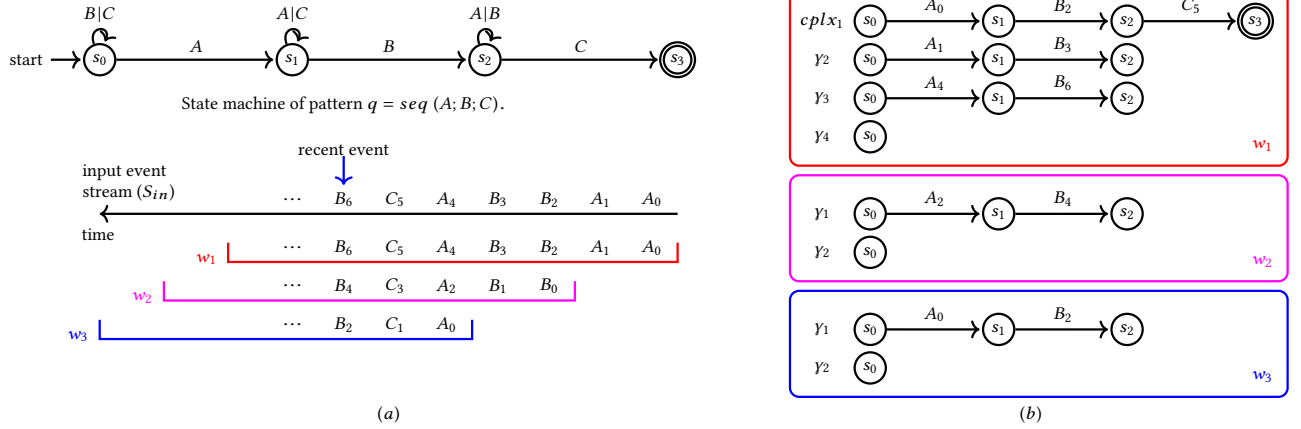 B|C A|C A|B
start s0 A s1 B s2 C s3
State machine of pattern q = seq (A; B; C).
recent event
input event
stream (Sin)
⋯ B6 C5 A4 B3 B2 A1 A0
time
w1 ⋯ B6 C5 A4 B3 B2 A1 A0
w2 ⋯ B4 C3 A2 B1 B0
w3 ⋯ B2 C1 A0
(a)
cplx1 s0 A0 s1 B2 s2 C5 s3
γ2 s0 A1 s1 B3 s2
γ3 s0 A4 s1 B6 s2
γ4 s0
w1
γ1 s0 A2 s1 B4 s2
γ2 s0
w2
γ1 s0 A0 s1 B2 s2
γ2 s0
w3
(b)